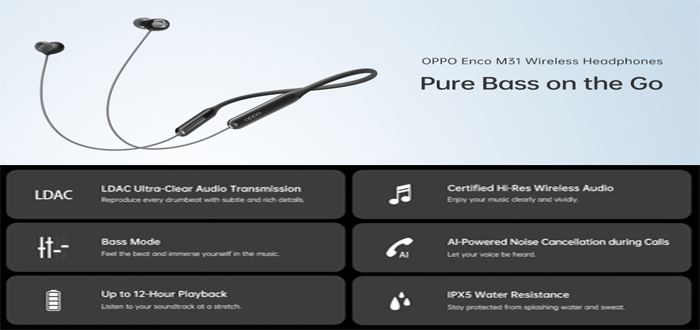 OPPO
OPPO Enco M31 Wireless Headphones
Pure Bass on the Go
LDAC
LDAC Ultra-Clear Audio Transmission
Reproduce every drumbeat with subtle and rich details.
Certified Hi-Res Wireless Audio
Enjoy your music clearly and vividly.
Bass Mode
Feel the beat and immerse yourself in the music.
AI
AI-Powered Noise Cancellation during Calls
Let your voice be heard.
Up to 12-Hour Playback
Listen to your soundtrack at a stretch.
IPX5 Water Resistance
Stay protected from splashing water and sweat.